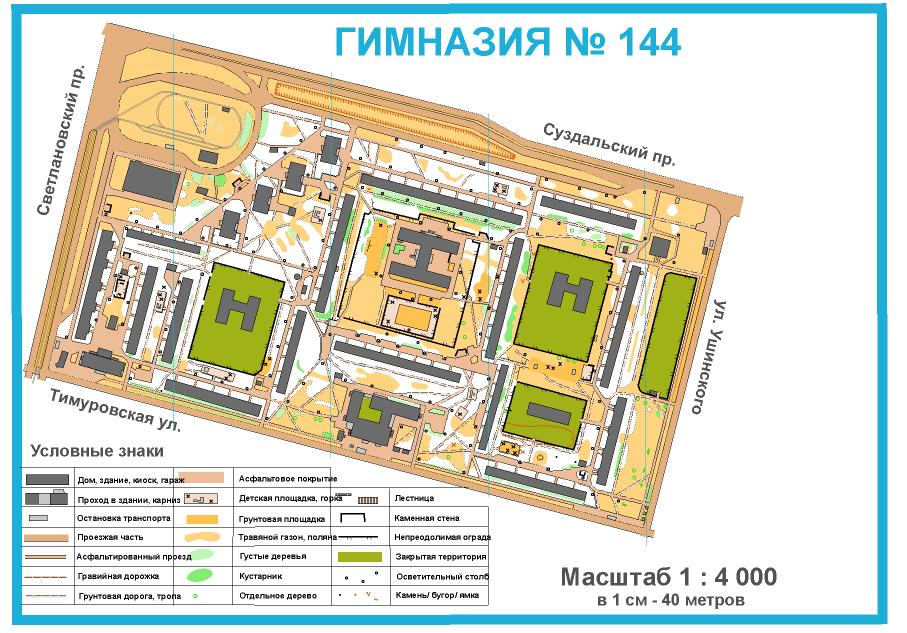 ГИМНАЗИЯ № 144
Светлановский пр.
Суздальский пр.
ул. Ушинского
Тимуровская ул.
Условные знаки
Дом, здание, киоск, гараж
Асфальтовое покрытие
Проход в здании, карниз
Детская площадка, горка
Лестница
Остановка транспорта
Грунтовая площадка
Каменная стена
Проезжая часть
Травяной газон, поляна
Непреодолимая ограда
Асфальтированный проезд
Густые деревья
Закрытая территория
Гравийная дорожка
Кустарник
Осветительный столб
Грунтовая дорога, тропа
Отдельное дерево
Камень/ бугор/ ямка
Масштаб 1 : 4 000
в 1 см - 40 метров